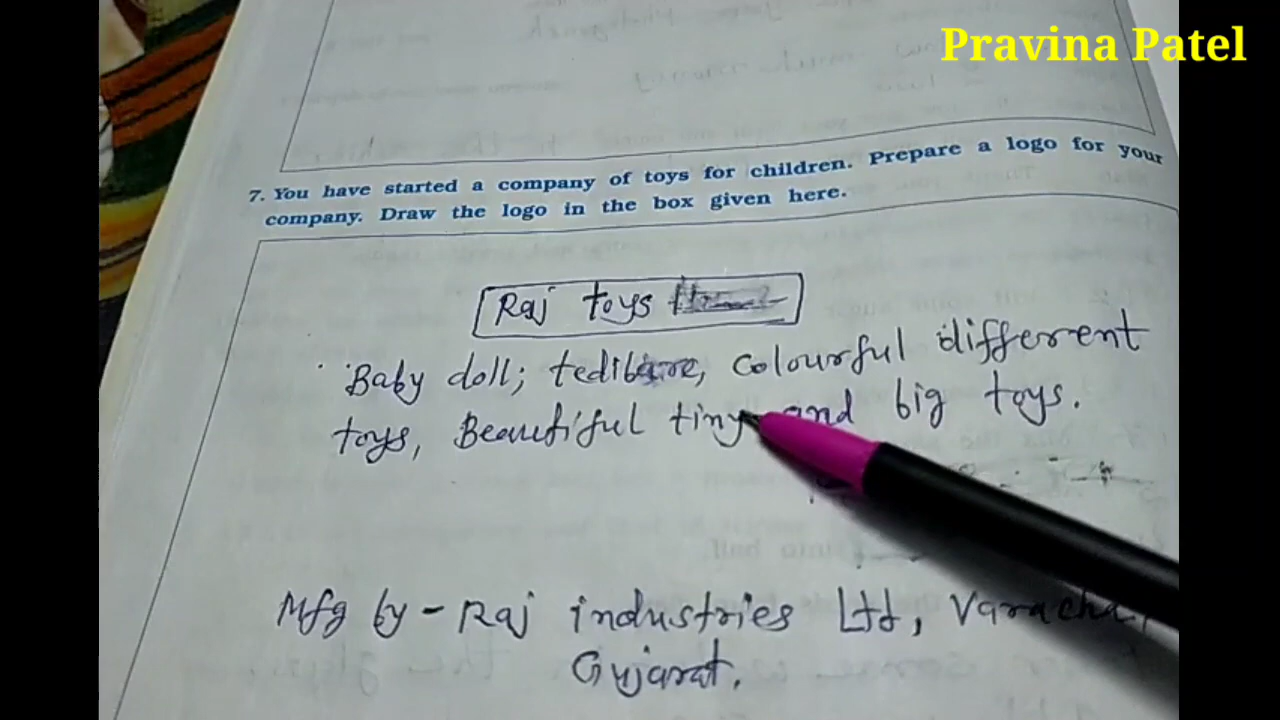 Pravina Patel
7. You have started a company of toys for children. Prepare a logo for your
company. Draw the logo in the box given here.
Raj toys
Baby doll; tedibare, colourful different
toys, Beautiful tiny and big toys.
Mfg by - Raj industries Ltd, Varacha,
Gujarat.